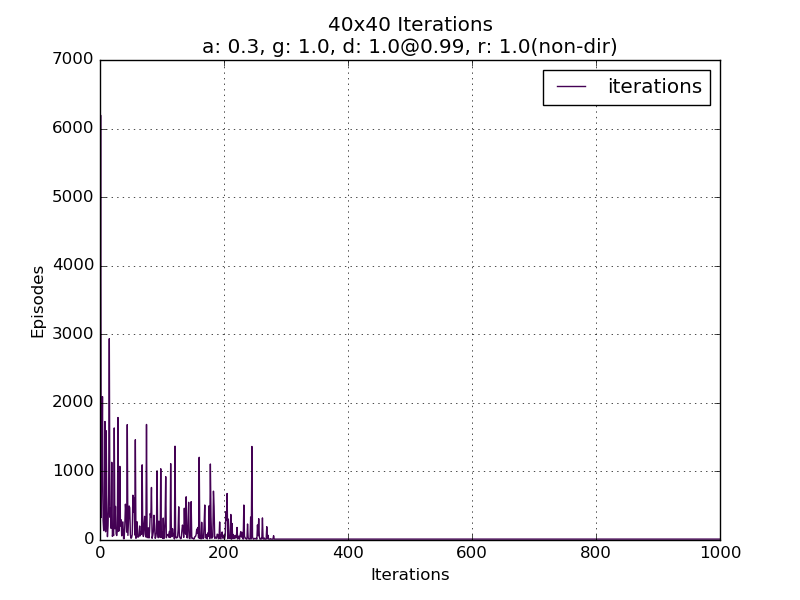 40x40 Iterations
a: 0.3, g: 1.0, d: 1.0@0.99, r: 1.0(non-dir)
7000
iterations
6000
5000
4000
Episodes
3000
2000
1000
0
0 200 400 600 800 1000
Iterations